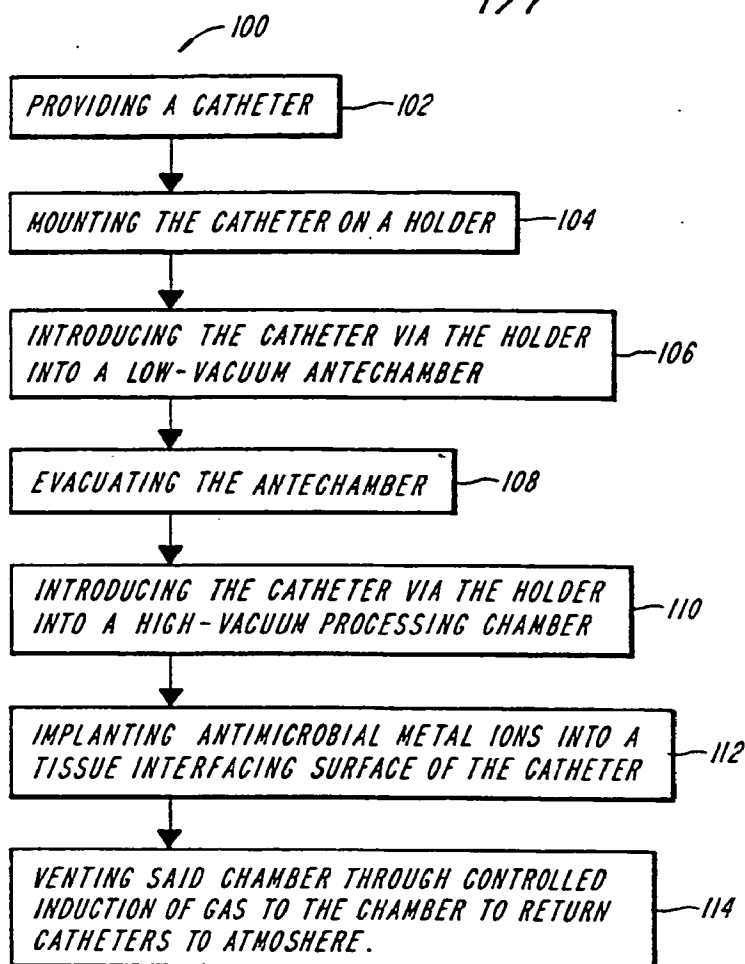 100
PROVIDING A CATHETER 102
MOUNTING THE CATHETER ON A HOLDER 104
INTRODUCING THE CATHETER VIA THE HOLDER
INTO A LOW-VACUUM ANTECHAMBER 106
EVACUATING THE ANTECHAMBER 108
INTRODUCING THE CATHETER VIA THE HOLDER
INTO A HIGH-VACUUM PROCESSING CHAMBER 110
IMPLANTING ANTIMICROBIAL METAL IONS INTO A
TISSUE INTERFACING SURFACE OF THE CATHETER 112
VENTING SAID CHAMBER THROUGH CONTROLLED
INDUCTION OF GAS TO THE CHAMBER TO RETURN 114
CATHETERS TO ATMOSHERE.